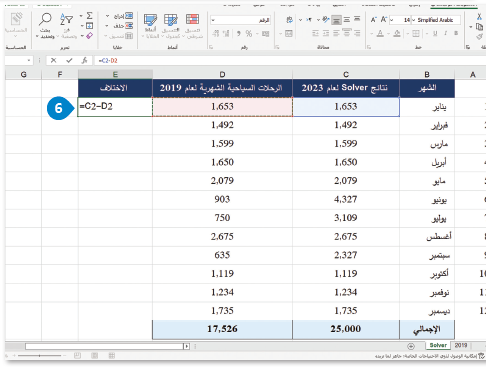 Simplified Arabic 14
بحث
=C2-D2
A B C D E F G
الشهر نتائج Solver لعام 2023 الرحلات السياحية الشهرية لعام 2019 الاختلاف
يناير 1,653 1,653 =C2-D2
6
فبراير 1,492 1,492
مارس 1,599 1,599
أبريل 1,650 1,650
مايو 2,079 2,079
يونيو 4,327 903
يوليو 3,109 750
أغسطس 2,675 2,675
سبتمبر 2,327 635
أكتوبر 1,119 1,119
نوفمبر 1,234 1,234
ديسمبر 1,735 1,735
الإجمالي 25,000 17,526
2019 Solver